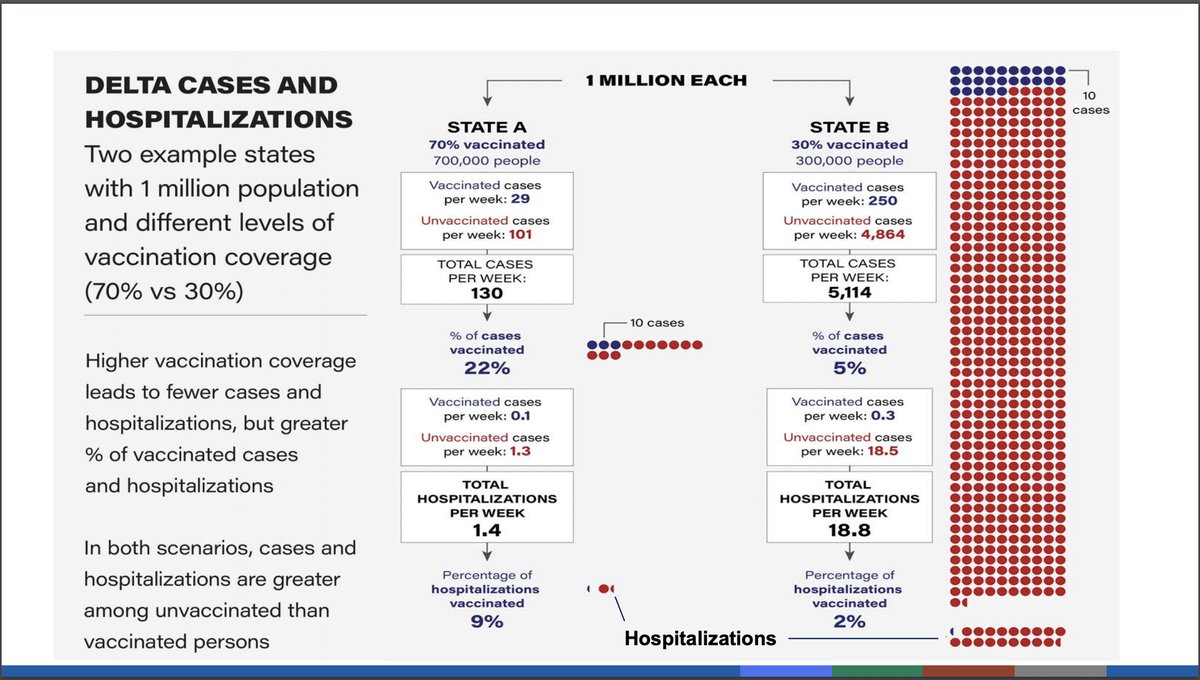 DELTA CASES AND
HOSPITALIZATIONS
Two example states
with 1 million population
and different levels of
vaccination coverage
(70% vs 30%)
Higher vaccination coverage
leads to fewer cases and
hospitalizations, but greater
% of vaccinated cases
and hospitalizations
In both scenarios, cases and
hospitalizations are greater
among unvaccinated than
vaccinated persons
1 MILLION EACH
STATE A
70% vaccinated
700,000 people
Vaccinated cases
per week: 29
Unvaccinated cases
per week: 101
TOTAL CASES
PER WEEK:
130
% of cases
vaccinated
22%
10 cases
Vaccinated cases
per week: 0.1
Unvaccinated cases
per week: 1.3
TOTAL
HOSPITALIZATIONS
PER WEEK
1.4
Percentage of
hospitalizations
vaccinated
9%
STATE B
30% vaccinated
300,000 people
Vaccinated cases
per week: 250
Unvaccinated cases
per week: 4,864
TOTAL CASES
PER WEEK:
5,114
% of cases
vaccinated
5%
Vaccinated cases
per week: 0.3
Unvaccinated cases
per week: 18.5
TOTAL
HOSPITALIZATIONS
PER WEEK
18.8
Percentage of
hospitalizations
vaccinated
2%
10
cases
Hospitalizations